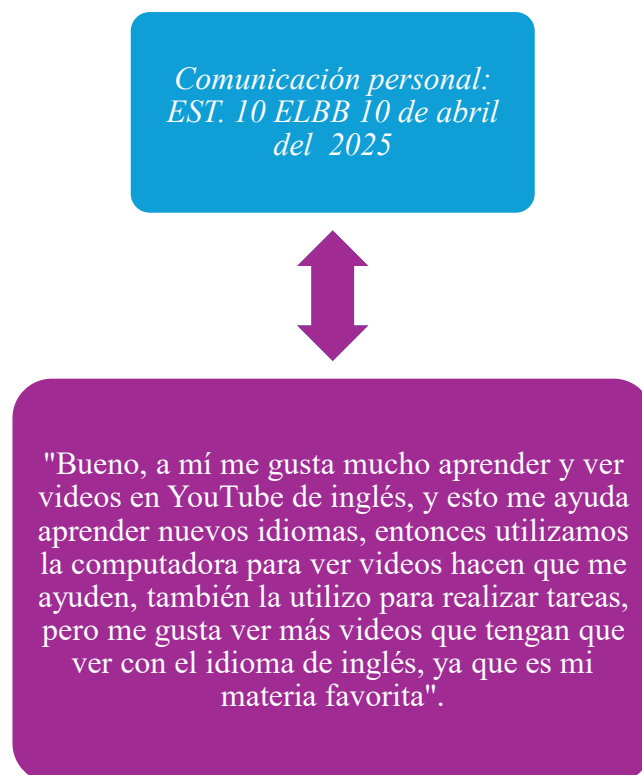 Comunicación personal:
EST. 10 ELBB 10 de abril
del 2025
"Bueno, a mí me gusta mucho aprender y ver
videos en YouTube de inglés, y esto me ayuda
aprender nuevos idiomas, entonces utilizamos
la computadora para ver videos hacen que me
ayuden, también la utilizo para realizar tareas,
pero me gusta ver más videos que tengan que
ver con el idioma de inglés, ya que es mi
materia favorita".